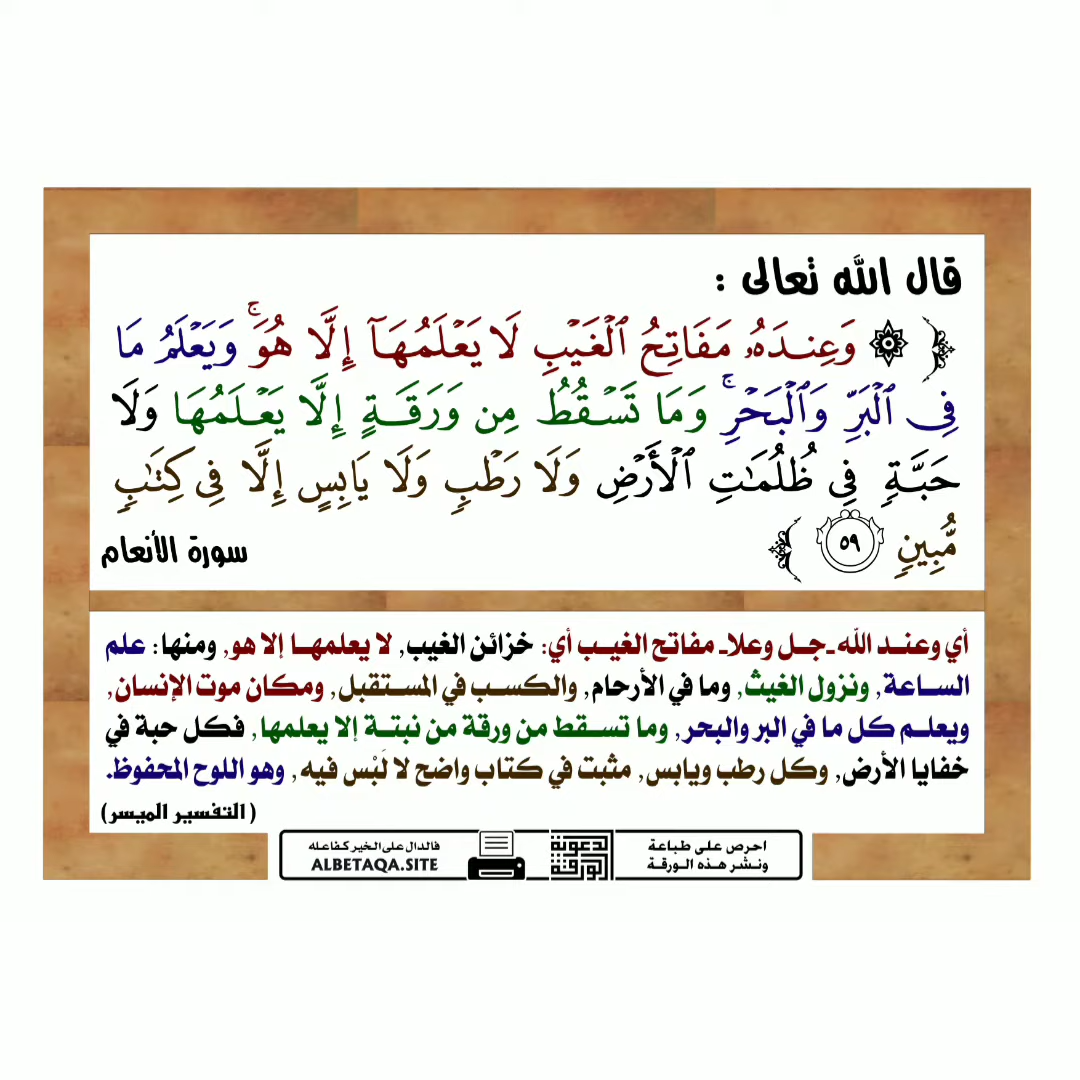 قال الله تعالى :
﴿ ۞ وَعِندَهُۥ مَفَاتِحُ ٱلْغَيْبِ لَا يَعْلَمُهَآ إِلَّا هُوَۚ وَيَعْلَمُ مَا
فِى ٱلْبَرِّ وَٱلْبَحْرِۚ وَمَا تَسْقُطُ مِن وَرَقَةٍ إِلَّا يَعْلَمُهَا وَلَا
حَبَّةٍ فِى ظُلُمَٰتِ ٱلْأَرْضِ وَلَا رَطْبٍ وَلَا يَابِسٍ إِلَّا فِى كِتَٰبٍ
مُّبِينٍ ٥٩ ﴾ سورة الأنعام
أي وعند الله ـجل وعلاـ مفاتح الغيب أي: خزائن الغيب, لا يعلمها إلا هو, ومنها: علم
الساعة, ونزول الغيث, وما في الأرحام, والكسب في المستقبل, ومكان موت الإنسان,
ويعلم كل ما في البر والبحر, وما تسقط من ورقة من نبتة إلا يعلمها, فكل حبة في
خفايا الأرض, وكل رطب ويابس, مثبت في كتاب واضح لا لَبْس فيه, وهو اللوح المحفوظ.
(التفسير الميسر)
احرص على طباعة
ونشر هذه الورقة
الورقة
الدعوية
فالدال على الخير كفاعله
ALBETAQA.SITE